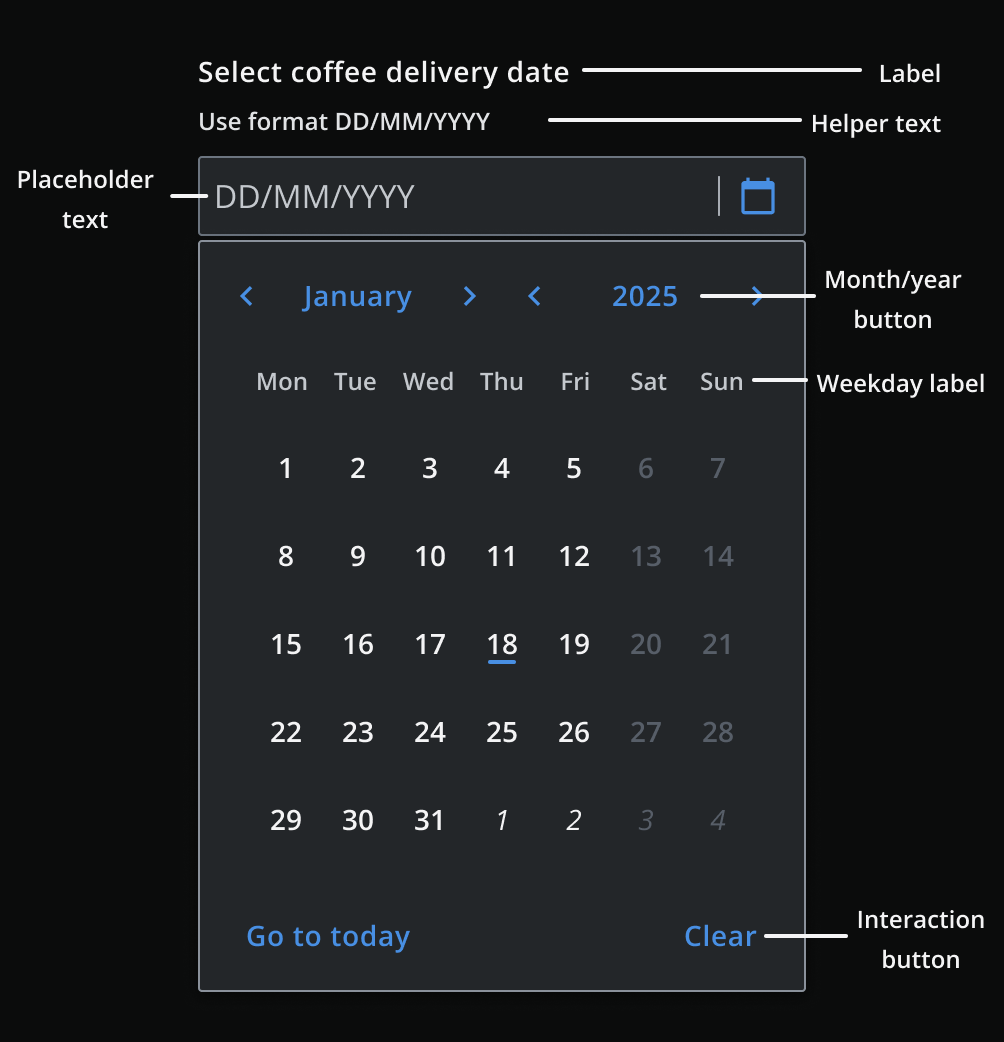 Select coffee delivery date
Label
Use format DD/MM/YYYY
Helper text
Placeholder
text
DD/MM/YYYY
January
2025
Month/year
button
Mon Tue Wed Thu Fri Sat Sun
Weekday label
1 2 3 4 5 6 7
8 9 10 11 12 13 14
15 16 17 18 19 20 21
22 23 24 25 26 27 28
29 30 31 1 2 3 4
Go to today
Clear
Interaction
button